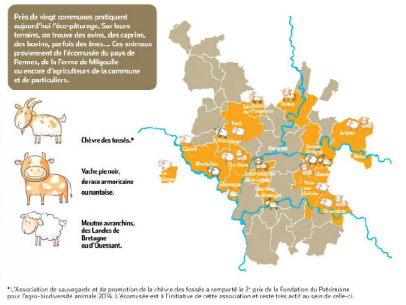 Près de vingt communes pratiquent
aujourd'hui l'éco-pâturage. Sur leurs
terrains, on trouve des ovins, des caprins,
des bovins, parfois des ânes... Ces animaux
proviennent de l'écomusée du pays de
Rennes, de la Ferme de Milgoulle
ou encore d'agriculteurs de la commune
et de particuliers.
Chèvre des fossés.*
Vache pie noir,
de race armoricaine
ou nantaise.
Mouton avranchin,
des Landes de
Bretagne
ou d'Ouessant.
Betton
Pacé
Acigné
Mordelles
Chantepie
*L'Association de sauvegarde et de promotion de la chèvre des fossés a remporté le 2e prix de la Fondation du Patrimoine
pour l'agro-biodiversité animale 2014. L'écomusée est à l'initiative de cette association et reste très actif au sein de celle-ci.